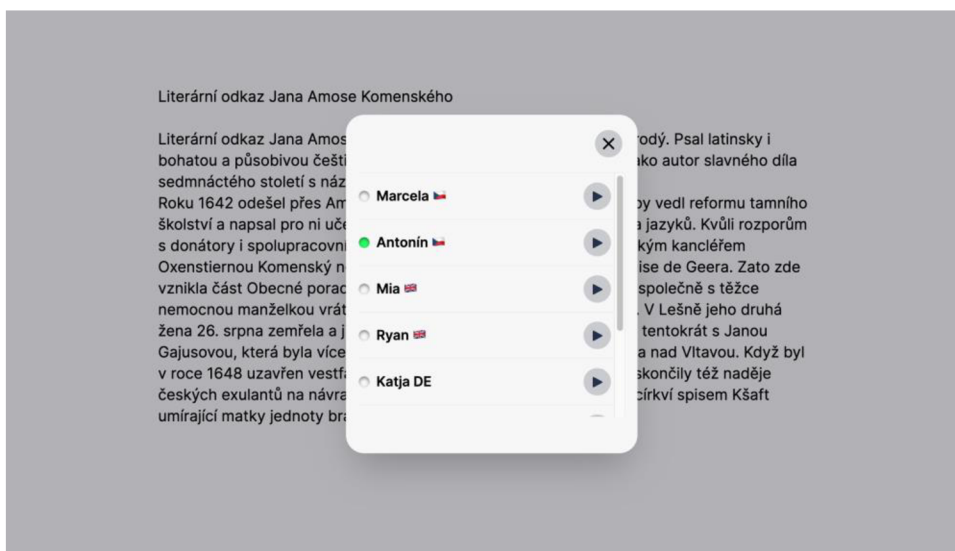 Literární odkaz Jana Amose Komenského
Literární odkaz Jana Amos rodý. Psal latinsky i
bohatou a působivou češti ako autor slavného díla
sedmnáctého století s náz
Roku 1642 odešel přes Am by vedl reformu tamního
školství a napsal pro ni uče a jazyků. Kvůli rozporům
s donátory i spolupracovni kým kancléřem
Oxenstiernou Komenský n ise de Geera. Zato zde
vznikla část Obecné porad společně s těžce
nemocnou manželkou vrát . V Lešně jeho druhá
žena 26. srpna zemřela a j tentokrát s Janou
Gajusovou, která byla více a nad Vltavou. Když byl
v roce 1648 uzavřen vestfá skončily též naděje
českých exulantů na návra církví spisem Kšaft
umírající matky jednoty bra
Marcela
Antonín
Mia
Ryan
Katja DE